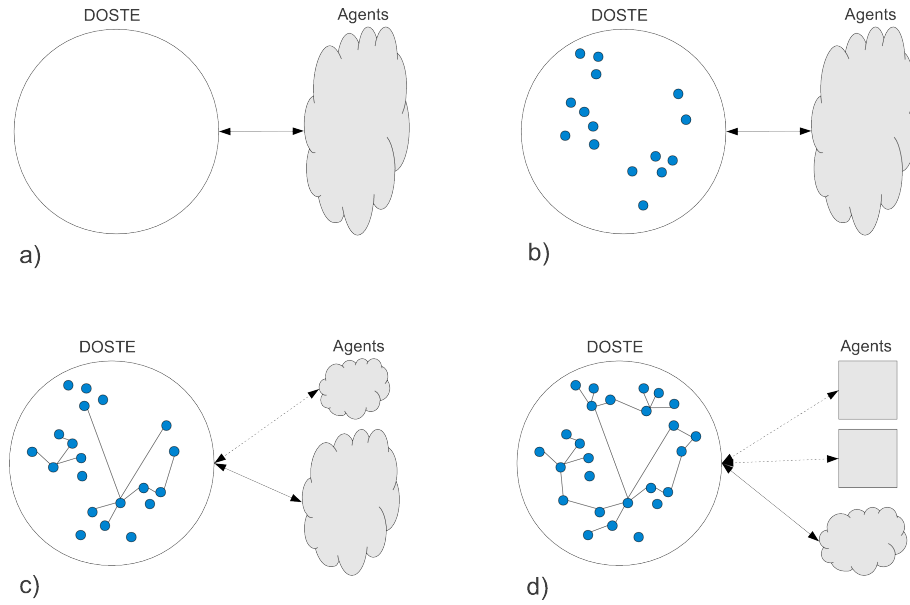 DOSTE
Agents
a)
DOSTE
Agents
b)
DOSTE
Agents
c)
DOSTE
Agents
d)